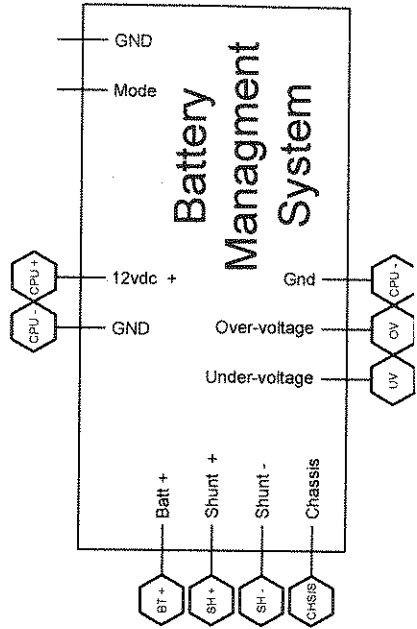 GND
Mode
Battery
Managment
System
CPU +
12vdc +
CPU -
GND
Gnd
CPU -
Over-voltage
OV
Under-voltage
UV
Batt +
BT +
Shunt +
SH +
Shunt -
SH -
Chassis
CHSIS